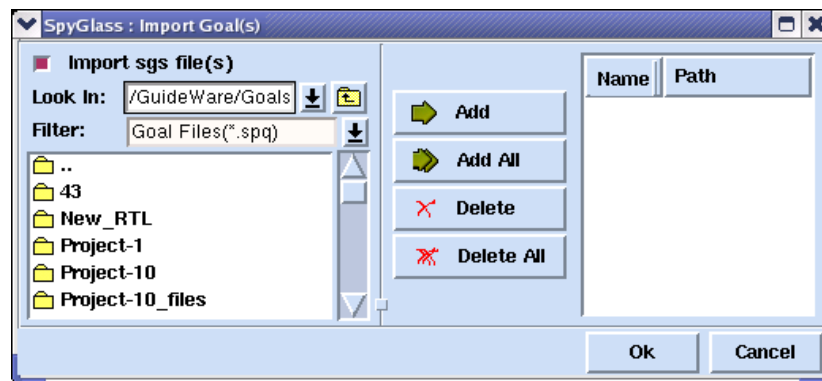 SpyGlass : Import Goal(s)
Import sgs file(s)
Look In: /GuideWare/Goals
Filter: Goal Files(*.spq)
..
43
New_RTL
Project-1
Project-10
Project-10_files
Add
Add All
Delete
Delete All
Name Path
Ok Cancel